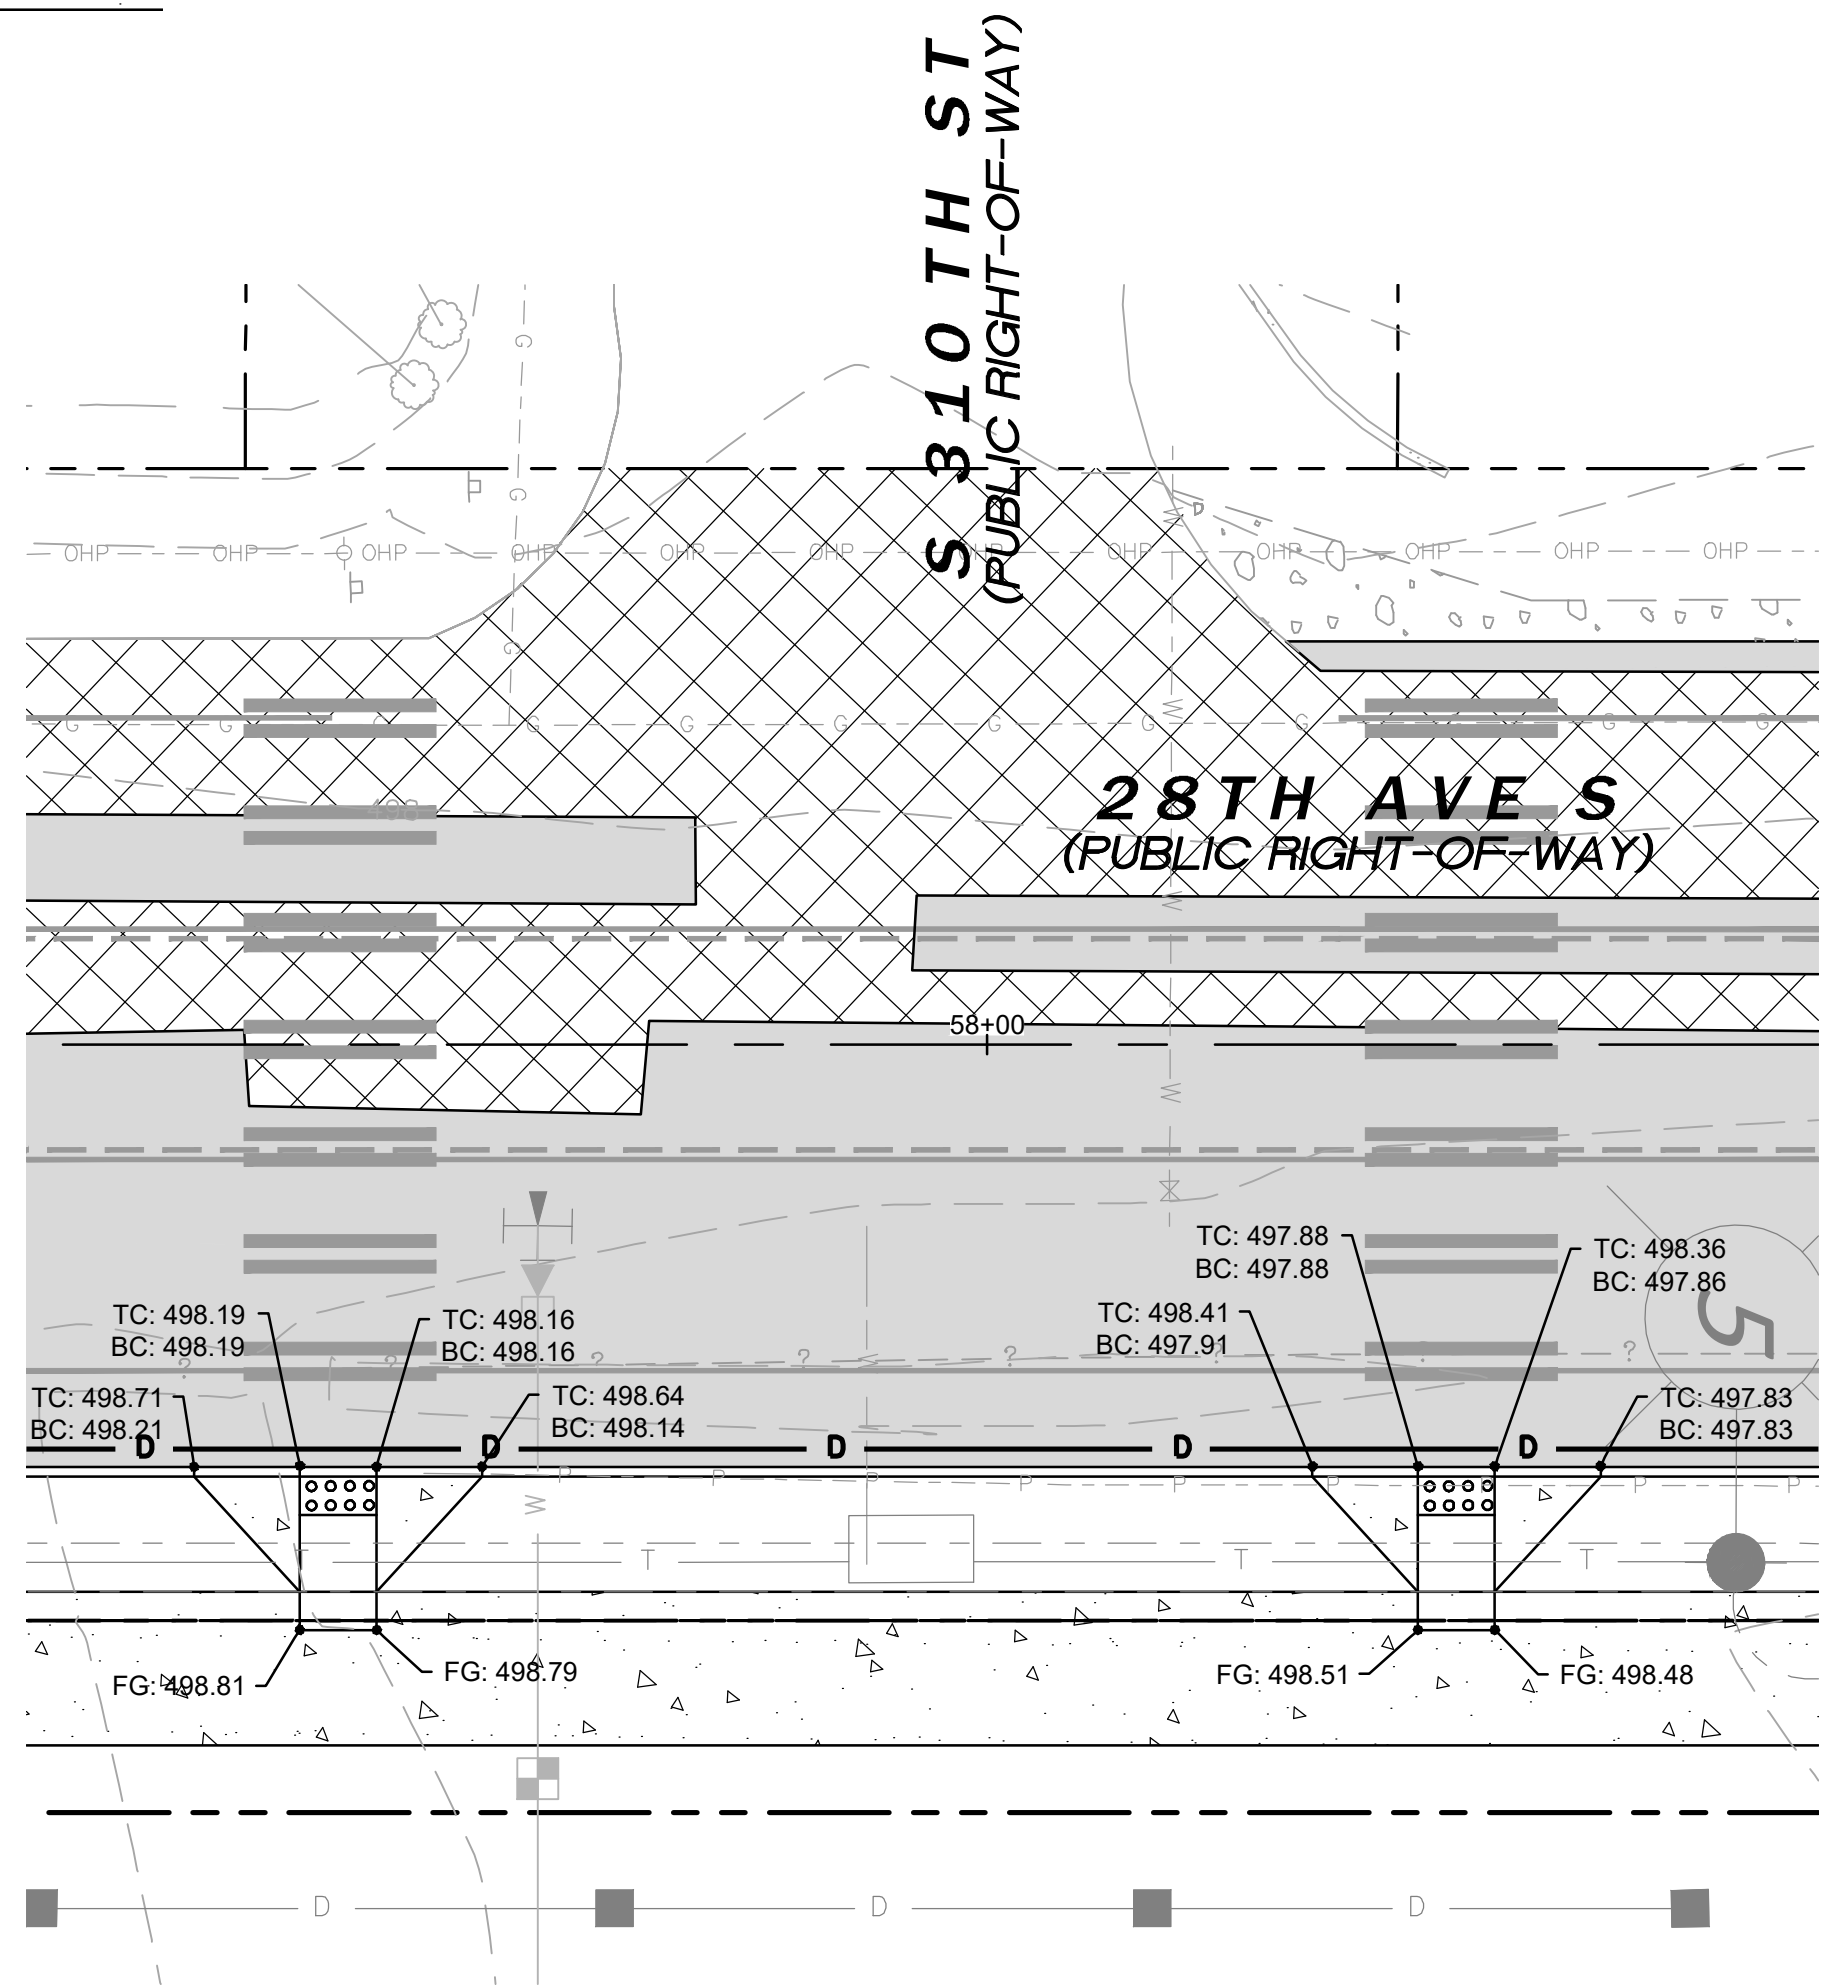 S 310TH ST
(PUBLIC RIGHT-OF-WAY)
G
G
G
W
OHP OHP OHP OHP OHP OHP OHP OHP OHP OHP OHP OHP
G G G G G G G G G G G
W
498
28TH AVE S
(PUBLIC RIGHT-OF-WAY)
W
58+00
W
TC: 497.88
BC: 497.88
TC: 498.36
BC: 497.86
5
TC: 498.19
BC: 498.19
TC: 498.16
BC: 498.16
TC: 498.41
BC: 497.91
? ? ? ? ? ? ? ?
TC: 498.71
BC: 498.21
TC: 498.64
BC: 498.14
TC: 497.83
BC: 497.83
D D D D D
P P P P P P P P P
W
W
T T T T
FG: 498.81
FG: 498.79
FG: 498.51
FG: 498.48
D D D